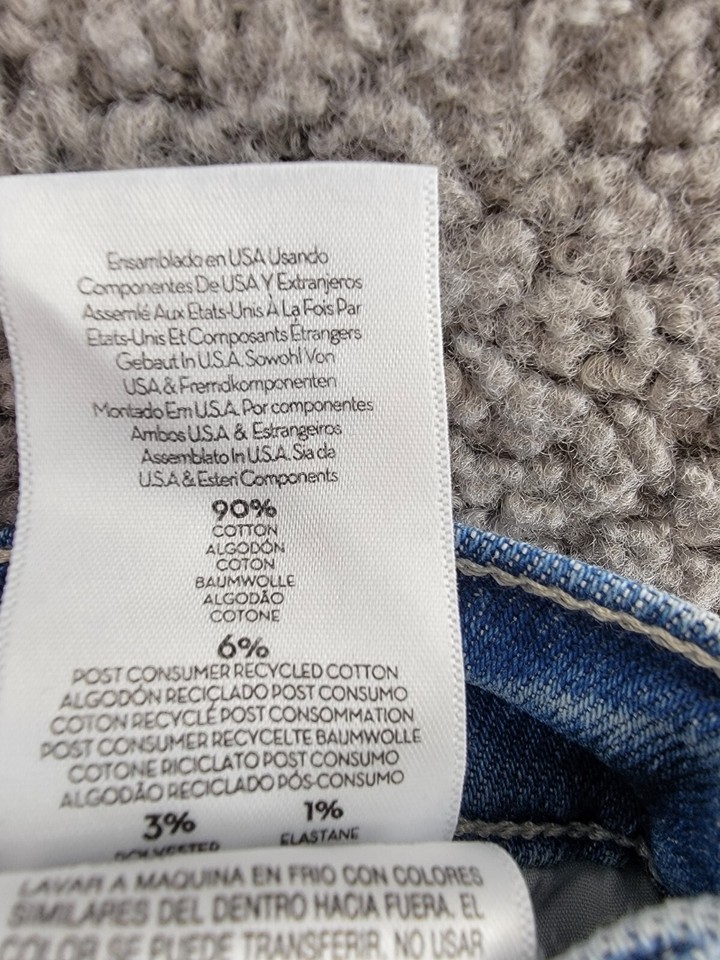 Ensamblado en USA Usando
Componentes De USA Y Extranjeros
Assemlé Aux Etats-Unis À La Fois Par
Etats-Unis Et Composants Étrangers
Gebaut In U.S.A. Sowohl Von
USA & Fremdkomponenten
Montado Em U.S.A. Por componentes
Ambos U.S.A & Estrangeiros
Assemblato In U.S.A. Sia da
U.S.A & Esteri Components
90%
COTTON
ALGODÓN
COTON
BAUMWOLLE
ALGODÃO
COTONE
6%
POST CONSUMER RECYCLED COTTON
ALGODÓN RECICLADO POST CONSUMO
COTON RECYCLÉ POST CONSOMMATION
POST CONSUMER RECYCELTE BAUMWOLLE
COTONE RICICLATO POST CONSUMO
ALGODÃO RECICLADO PÓS-CONSUMO
3% 1%
POLYESTER ELASTANE
LAVAR A MAQUINA EN FRIO CON COLORES
SIMILARES DEL DENTRO HACIA FUERA. EL
COLOR SE PUEDE TRANSFERIR. NO USAR